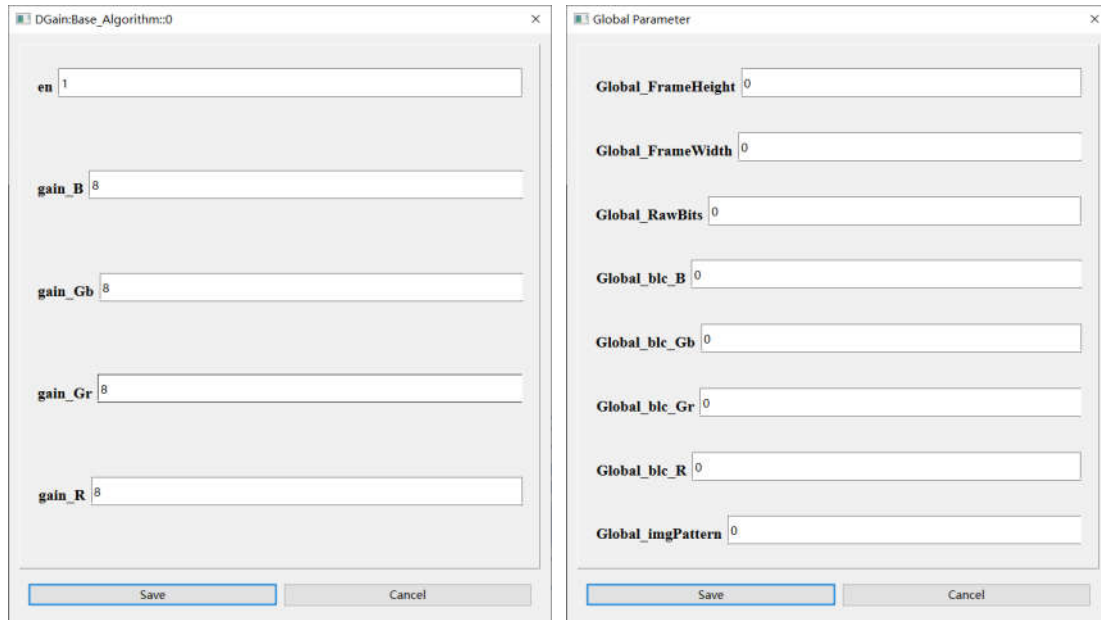 DGain:Base_Algorithm::0
en 1
gain_B 8
gain_Gb 8
gain_Gr 8
gain_R 8
Save Cancel
Global Parameter
Global_FrameHeight 0
Global_FrameWidth 0
Global_RawBits 0
Global_blc_B 0
Global_blc_Gb 0
Global_blc_Gr 0
Global_blc_R 0
Global_imgPattern 0
Save Cancel